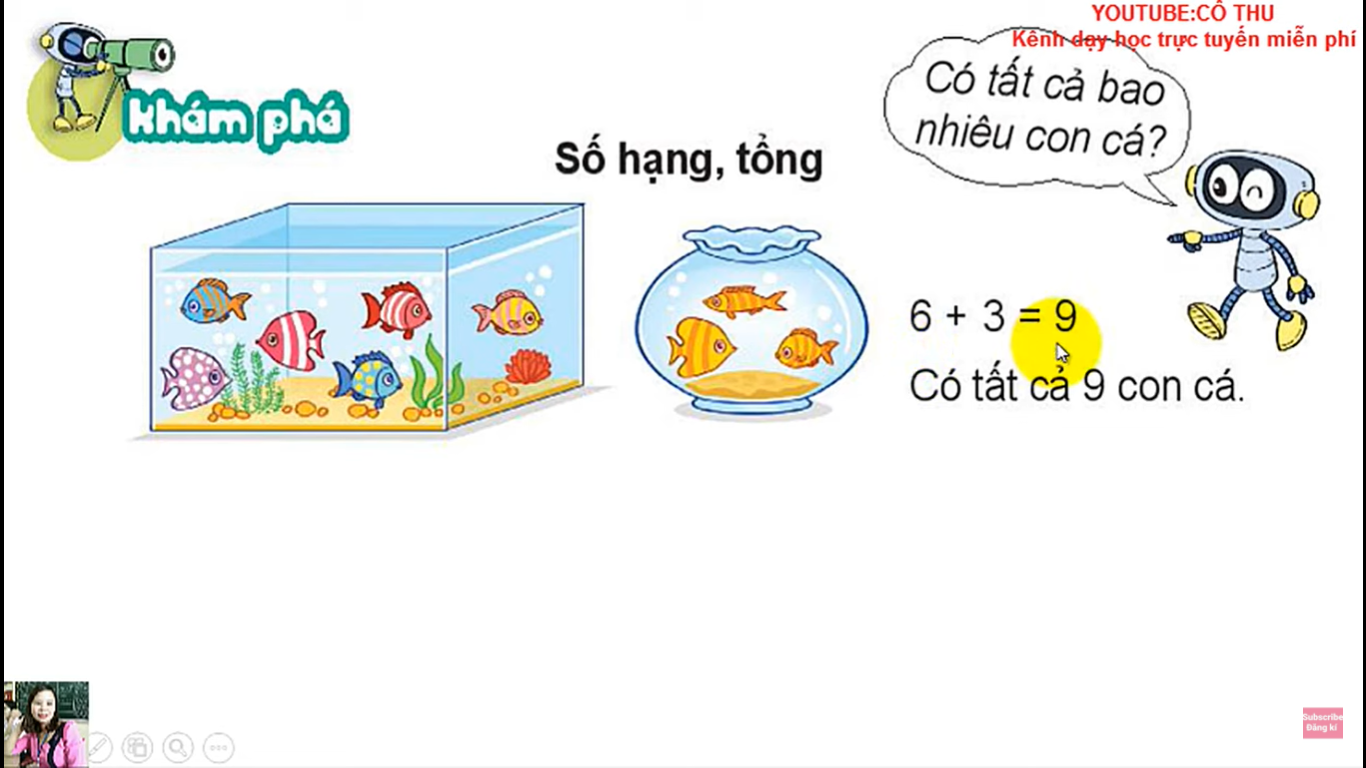 YOUTUBE:CÔ THU
Kênh dạy học trực tuyến miễn phí
Khám phá
Có tất cả bao
nhiêu con cá?
Số hạng, tổng
6 + 3 = 9
Có tất cả 9 con cá.
Subscribe
Đăng kí